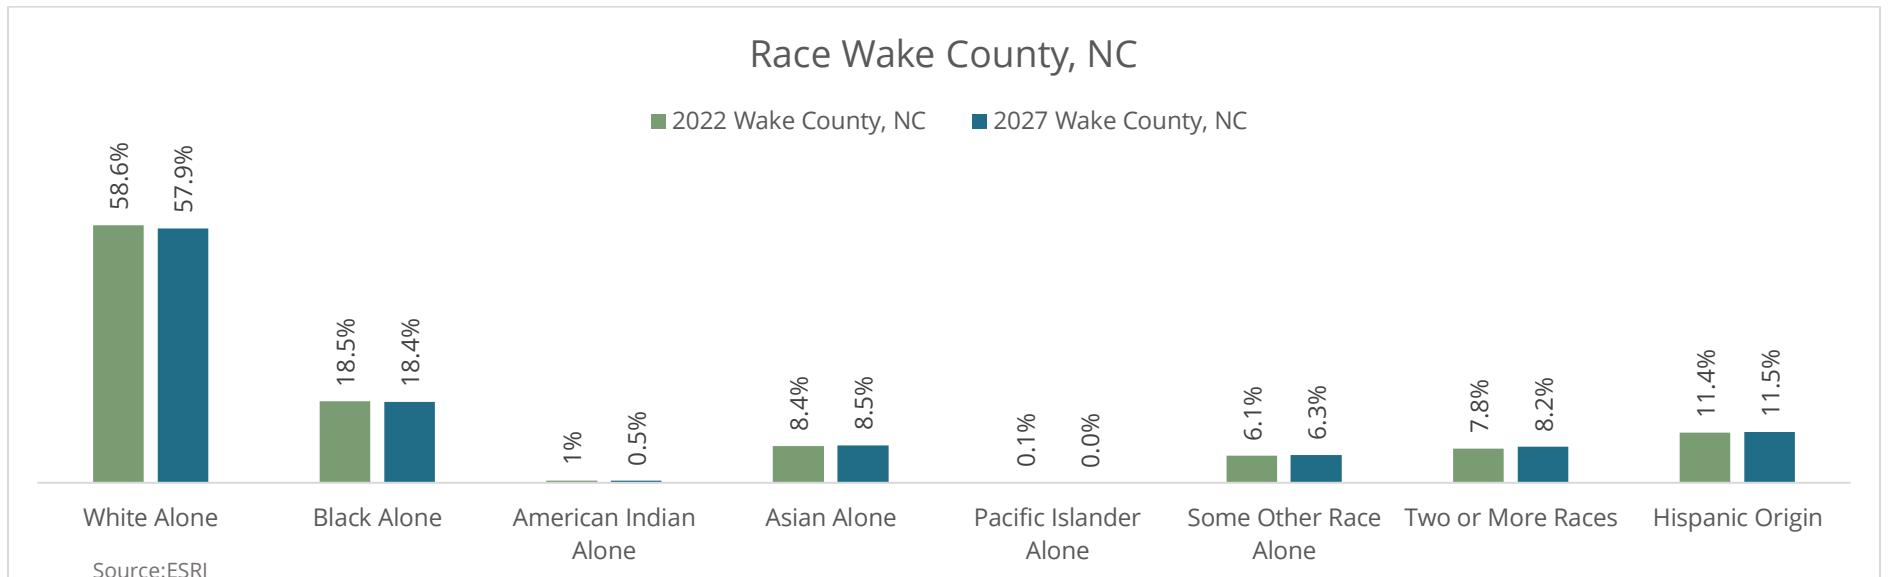 Race Wake County, NC
2022 Wake County, NC 2027 Wake County, NC
58.6% 57.9% 18.5% 18.4% 1% 0.5% 8.4% 8.5% 0.1% 0.0% 6.1% 6.3% 7.8% 8.2% 11.4% 11.5%
White Alone Black Alone American Indian Asian Alone Pacific Islander Some Other Race Two or More Races Hispanic Origin
Alone Alone Alone
Source:ESRI